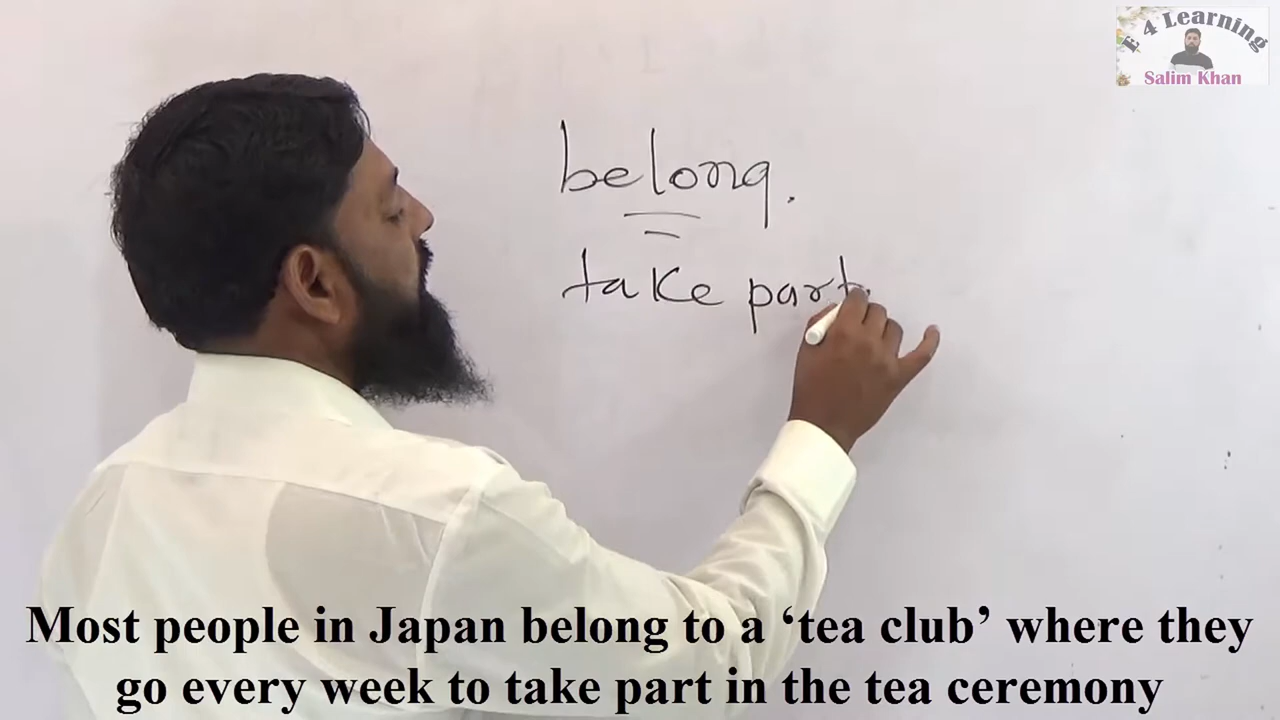 E 4 Learning
Salim Khan
belong.
take part.
Most people in Japan belong to a ‘tea club’ where they
go every week to take part in the tea ceremony